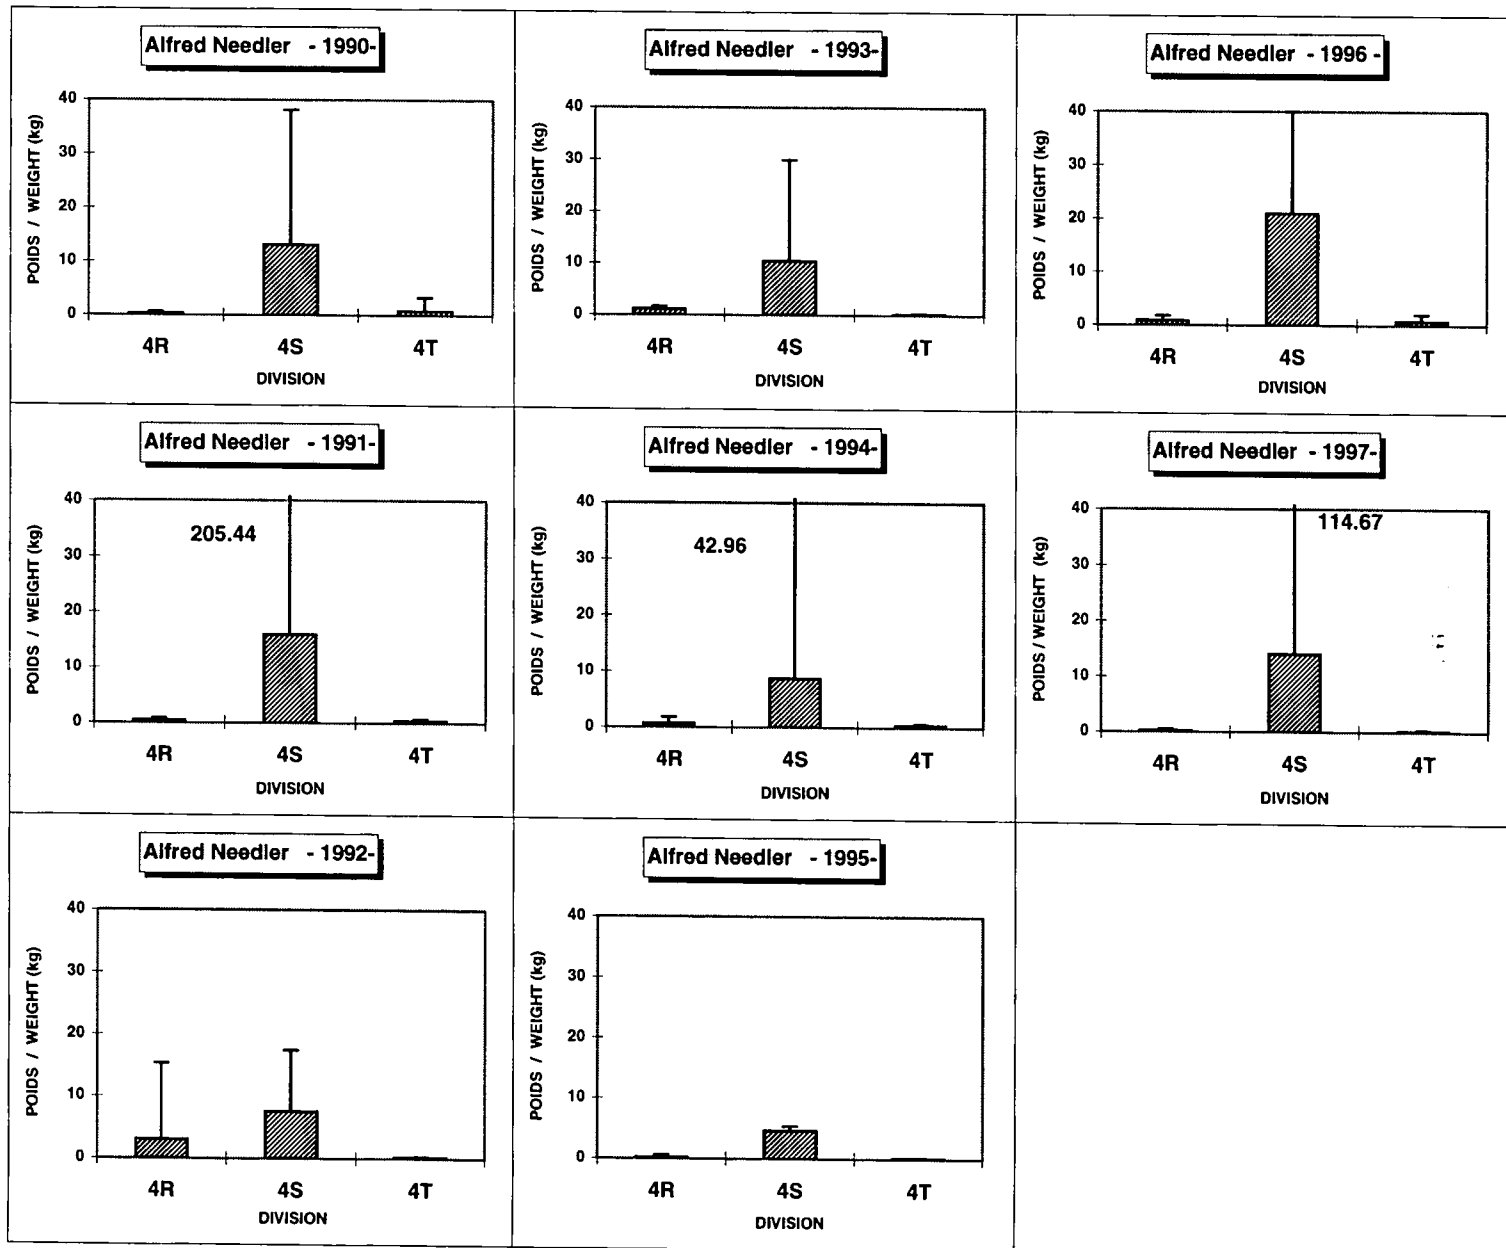 Alfred Needler - 1990-
POIDS / WEIGHT (kg)
40
30
20
10
0
4R 4S 4T
DIVISION
Alfred Needler - 1993-
POIDS / WEIGHT (kg)
40
30
20
10
0
4R 4S 4T
DIVISION
Alfred Needler - 1996 -
POIDS / WEIGHT (kg)
40
30
20
10
0
4R 4S 4T
DIVISION
Alfred Needler - 1991-
POIDS / WEIGHT (kg)
40
30
20
10
0
205.44
4R 4S 4T
DIVISION
Alfred Needler - 1994-
POIDS / WEIGHT (kg)
40
30
20
10
0
42.96
4R 4S 4T
DIVISION
Alfred Needler - 1997-
POIDS / WEIGHT (kg)
40
30
20
10
0
114.67
4R 4S 4T
DIVISION
Alfred Needler - 1992-
POIDS / WEIGHT (kg)
40
30
20
10
0
4R 4S 4T
DIVISION
Alfred Needler - 1995-
POIDS / WEIGHT (kg)
40
30
20
10
0
4R 4S 4T
DIVISION